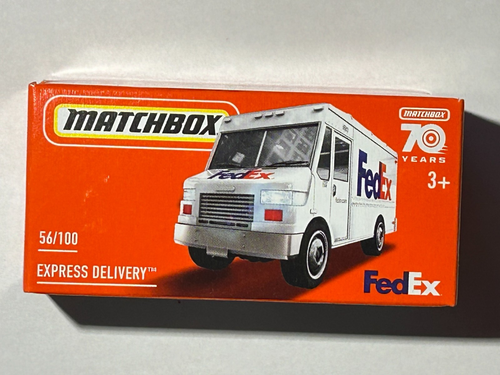 MATCHBOX
MATCHBOX
70
YEARS
3+
FedEx
FedEx
56/100
EXPRESS DELIVERY™
FedEx